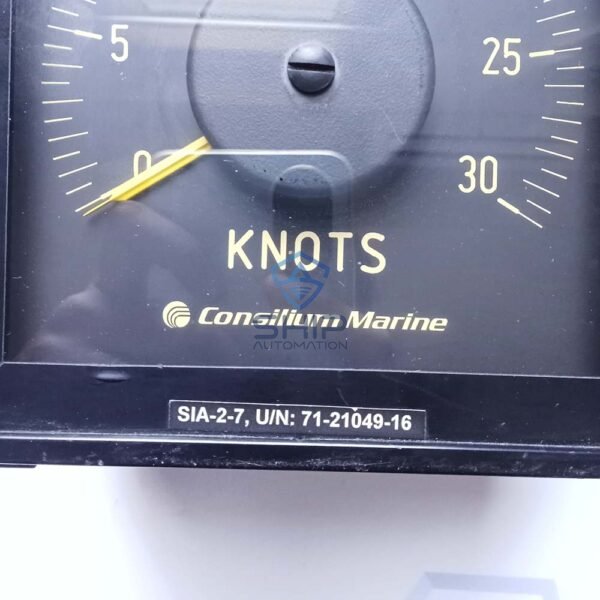 5
25
0
30
KNOTS
Consilium Marine
SHIP
AUTOMATION
SIA-2-7, U/N: 71-21049-16